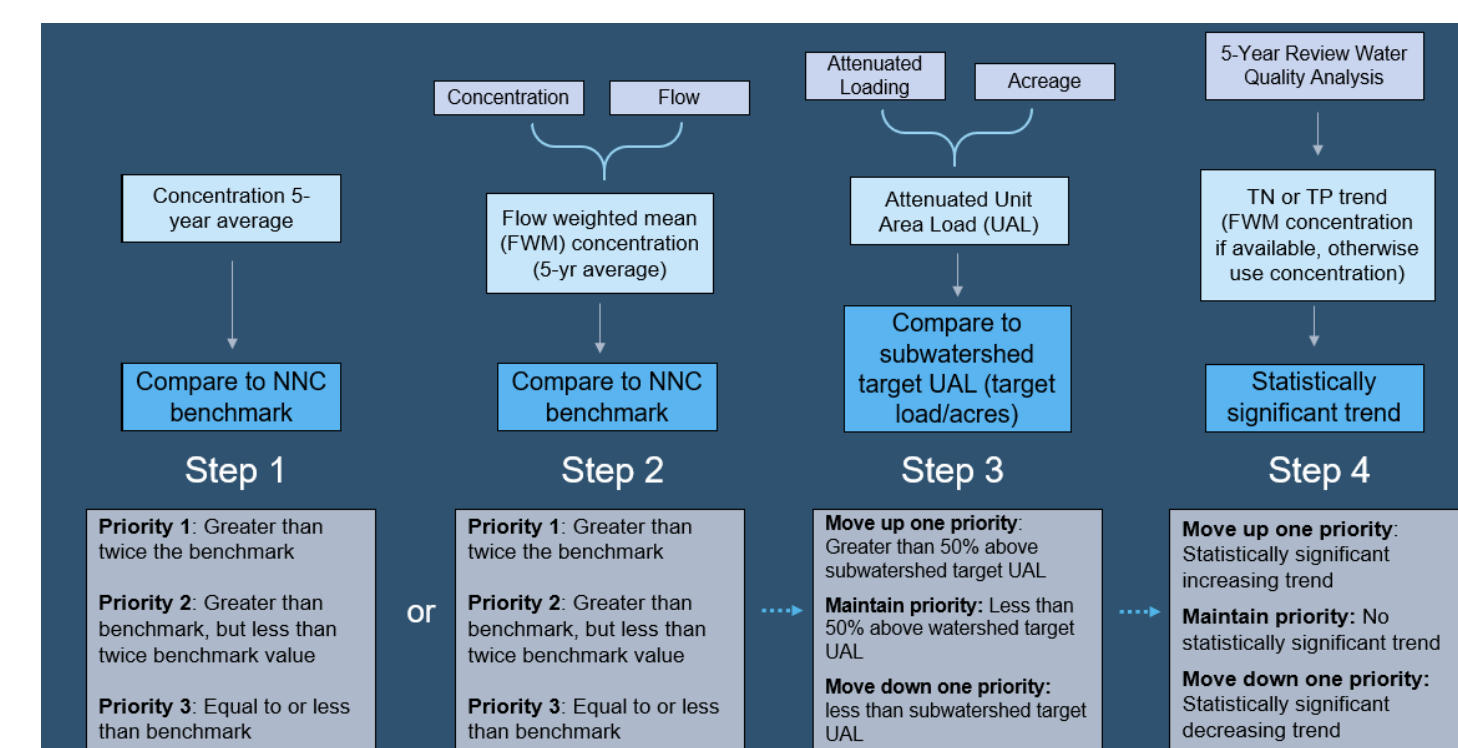 Concentration 5-
year average
Compare to NNC
benchmark
Step 1
Priority 1: Greater than
twice the benchmark
Priority 2: Greater than
benchmark, but less than
twice benchmark value
Priority 3: Equal to or less
than benchmark
or
Concentration
Flow
Flow weighted mean
(FWM) concentration
(5-yr average)
Compare to NNC
benchmark
Step 2
Priority 1: Greater than
twice the benchmark
Priority 2: Greater than
benchmark, but less than
twice benchmark value
Priority 3: Equal to or less
than benchmark
Attenuated
Loading
Acreage
Attenuated Unit
Area Load (UAL)
Compare to
subwatershed
target UAL (target
load/acres)
Step 3
Move up one priority:
Greater than 50% above
subwatershed target UAL
Maintain priority: Less than
50% above watershed target
UAL
Move down one priority:
less than subwatershed target
UAL
5-Year Review Water
Quality Analysis
TN or TP trend
(FWM concentration
if available, otherwise
use concentration)
Statistically
significant trend
Step 4
Move up one priority:
Statistically significant
increasing trend
Maintain priority: No
statistically significant trend
Move down one priority:
Statistically significant
decreasing trend